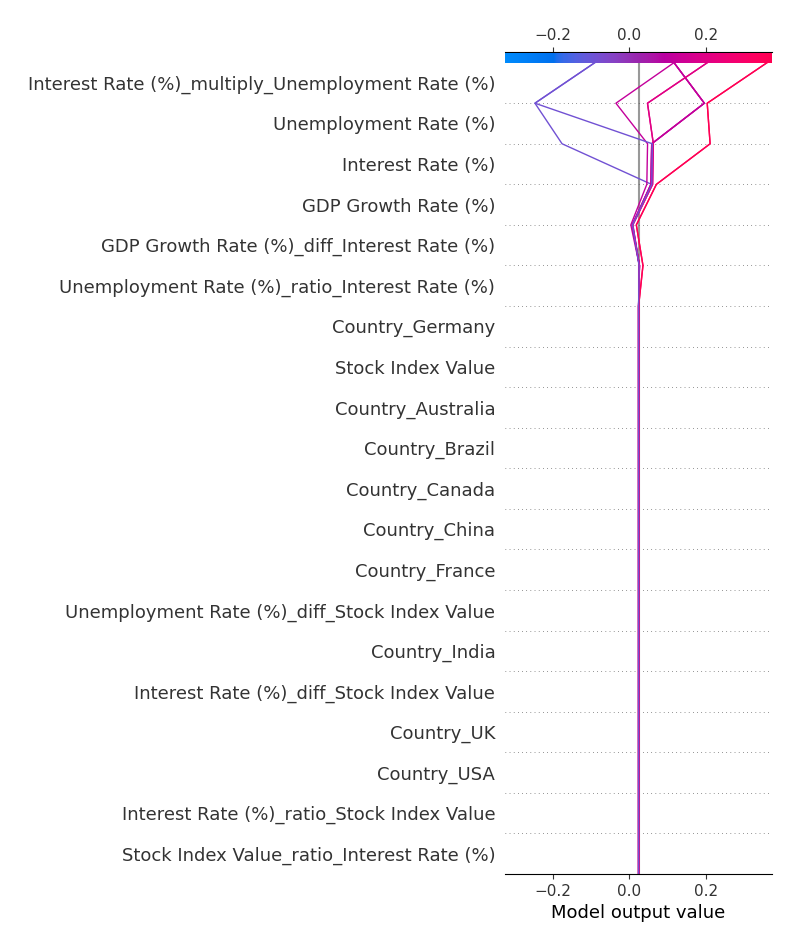 −0.2 0.0 0.2
Interest Rate (%)_multiply_Unemployment Rate (%)
Unemployment Rate (%)
Interest Rate (%)
GDP Growth Rate (%)
GDP Growth Rate (%)_diff_Interest Rate (%)
Unemployment Rate (%)_ratio_Interest Rate (%)
Country_Germany
Stock Index Value
Country_Australia
Country_Brazil
Country_Canada
Country_China
Country_France
Unemployment Rate (%)_diff_Stock Index Value
Country_India
Interest Rate (%)_diff_Stock Index Value
Country_UK
Country_USA
Interest Rate (%)_ratio_Stock Index Value
Stock Index Value_ratio_Interest Rate (%)
−0.2 0.0 0.2
Model output value